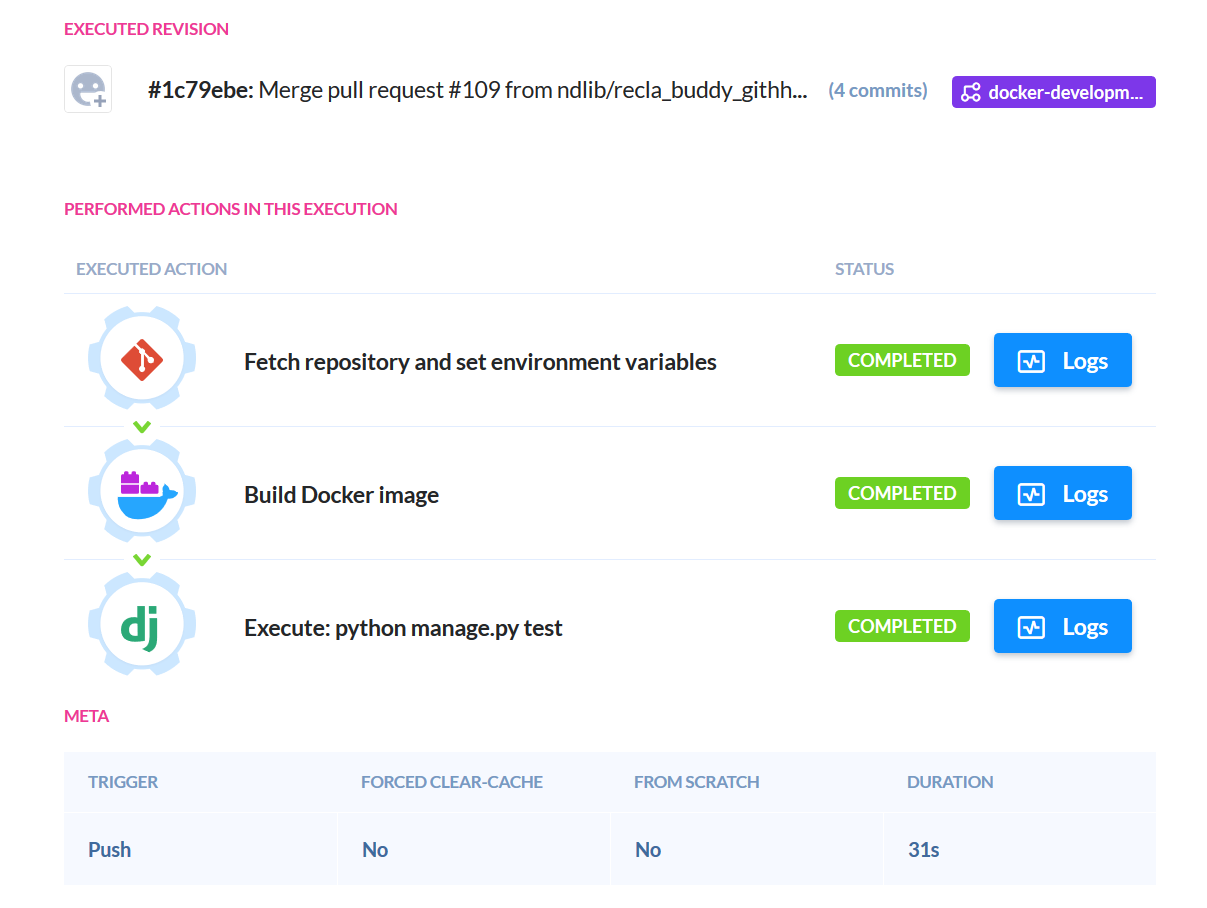 EXECUTED REVISION
#1c79ebe: Merge pull request #109 from ndlib/recla_buddy_githh... (4 commits) docker-developm...
PERFORMED ACTIONS IN THIS EXECUTION
EXECUTED ACTION STATUS
Fetch repository and set environment variables COMPLETED Logs
Build Docker image COMPLETED Logs
dj Execute: python manage.py test COMPLETED Logs
META
TRIGGER FORCED CLEAR-CACHE FROM SCRATCH DURATION
Push No No 31s